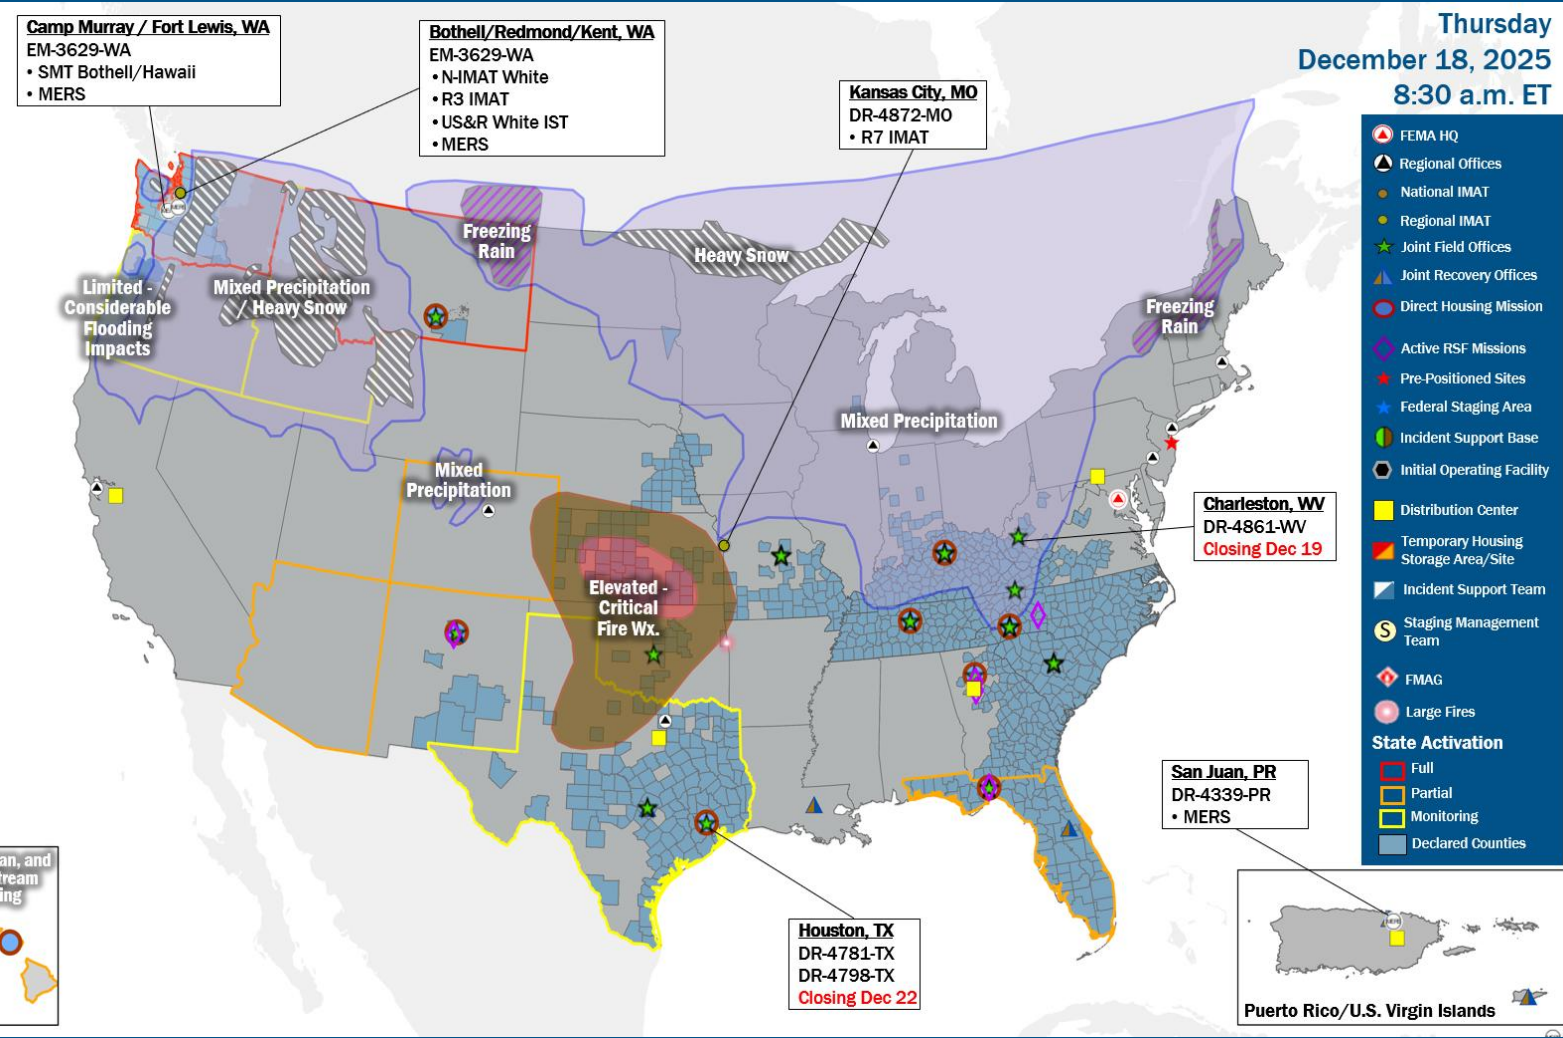 Thursday
December 18, 2025
8:30 a.m. ET
Camp Murray / Fort Lewis, WA
EM-3629-WA
• SMT Bothell/Hawaii
• MERS
Bothell/Redmond/Kent, WA
EM-3629-WA
• N-IMAT White
• R3 IMAT
• US&R White IST
• MERS
Kansas City, MO
DR-4872-MO
• R7 IMAT
Freezing
Rain
Heavy Snow
Limited -
Considerable
Flooding
Impacts
Mixed Precipitation
/ Heavy Snow
Freezing
Rain
Mixed Precipitation
Mixed
Precipitation
Elevated -
Critical
Fire Wx.
Charleston, WV
DR-4861-WV
Closing Dec 19
Houston, TX
DR-4781-TX
DR-4798-TX
Closing Dec 22
San Juan, PR
DR-4339-PR
• MERS
MERS
MERS
Puerto Rico/U.S. Virgin Islands
an, and
tream
ing
FEMA HQ
Regional Offices
National IMAT
Regional IMAT
Joint Field Offices
Joint Recovery Offices
Direct Housing Mission
Active RSF Missions
Pre-Positioned Sites
Federal Staging Area
Incident Support Base
Initial Operating Facility
Distribution Center
Temporary Housing
Storage Area/Site
Incident Support Team
S Staging Management
Team
FMAG
Large Fires
State Activation
Full
Partial
Monitoring
Declared Counties